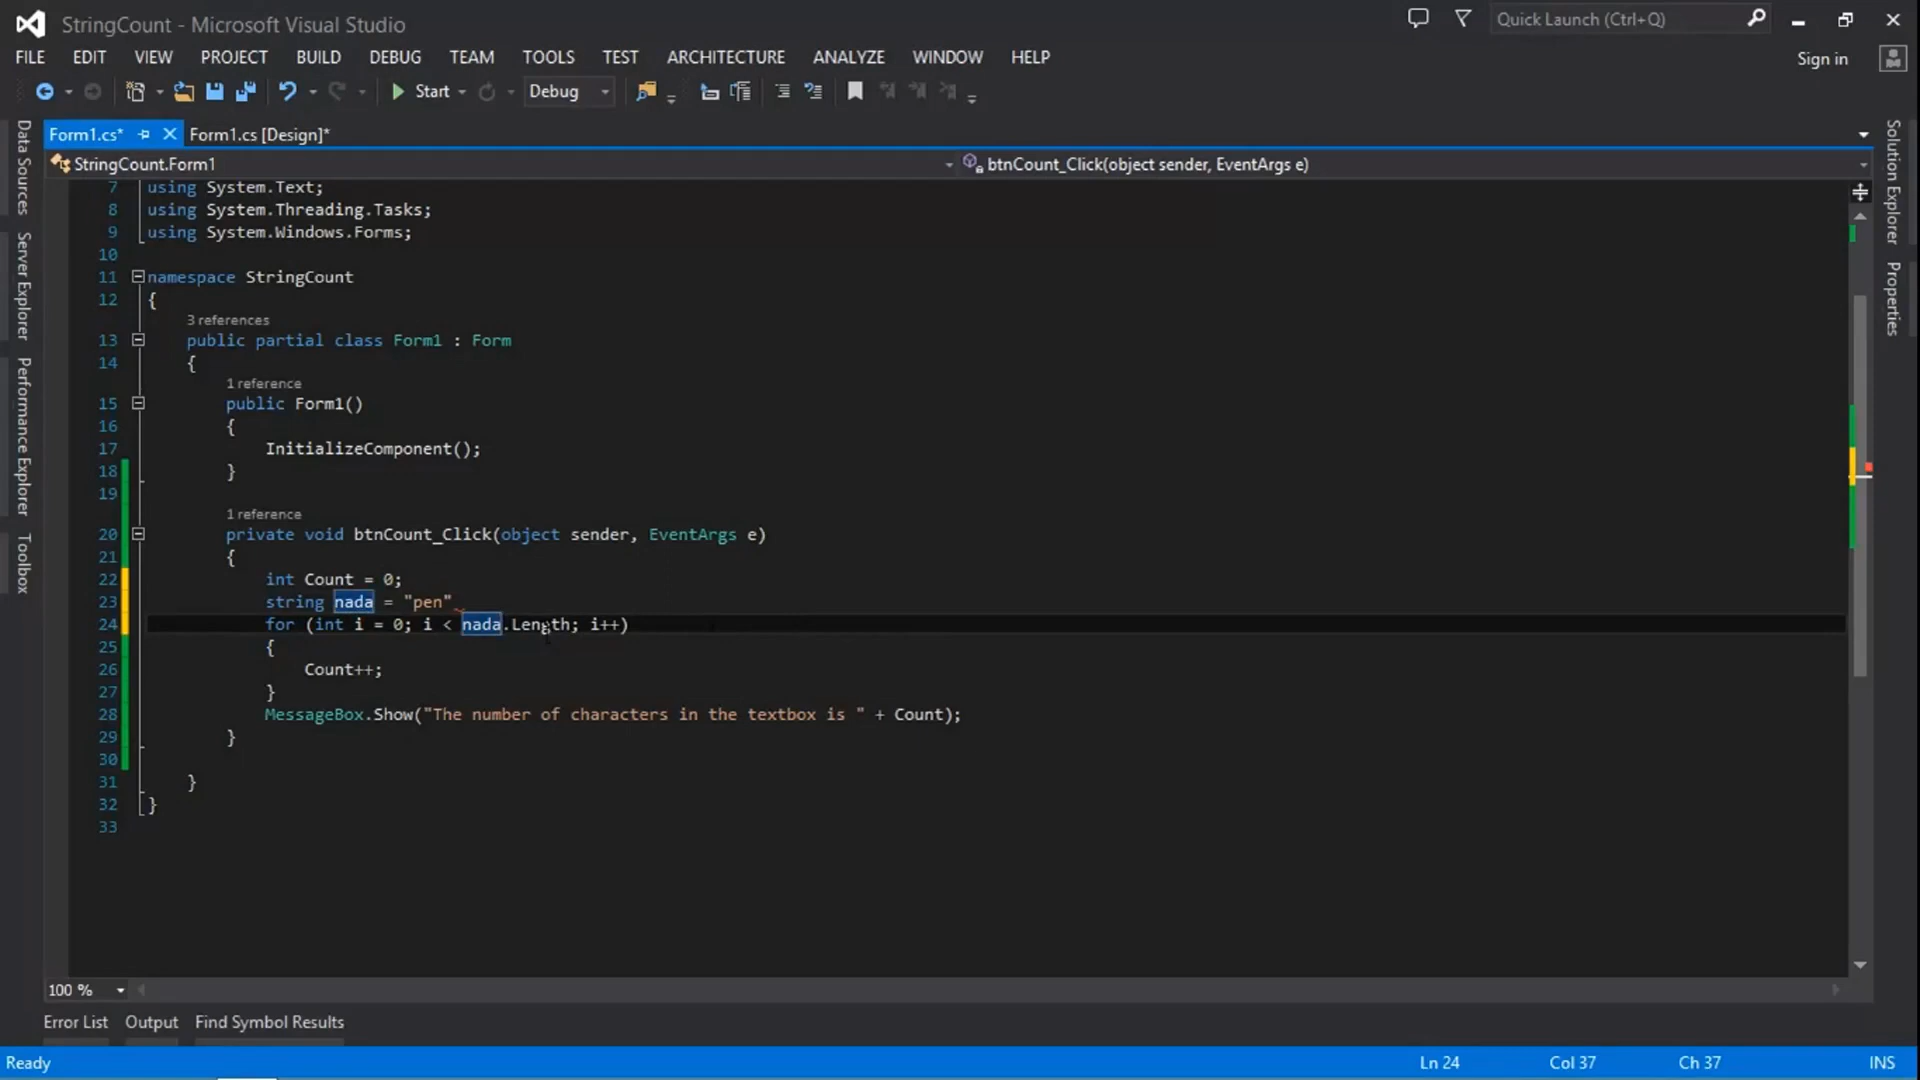 StringCount - Microsoft Visual Studio
Quick Launch (Ctrl+Q)
FILE EDIT VIEW PROJECT BUILD DEBUG TEAM TOOLS TEST ARCHITECTURE ANALYZE WINDOW HELP
Sign in
Start Debug
Form1.cs* Form1.cs [Design]*
StringCount.Form1 btnCount_Click(object sender, EventArgs e)
Data Sources
Server Explorer
Performance Explorer
Toolbox
7 using System.Text;
8 using System.Threading.Tasks;
9 using System.Windows.Forms;
10
11 namespace StringCount
12 {
3 references
13 public partial class Form1 : Form
14 {
1 reference
15 public Form1()
16 {
17 InitializeComponent();
18 }
19
1 reference
20 private void btnCount_Click(object sender, EventArgs e)
21 {
22 int Count = 0;
23 string nada = "pen"
24 for (int i = 0; i < nada.Length; i++)
25 {
26 Count++;
27 }
28 MessageBox.Show("The number of characters in the textbox is " + Count);
29 }
30
31 }
32 }
33
Solution Explorer
Properties
100 %
Error List Output Find Symbol Results
Ready Ln 24 Col 37 Ch 37 INS